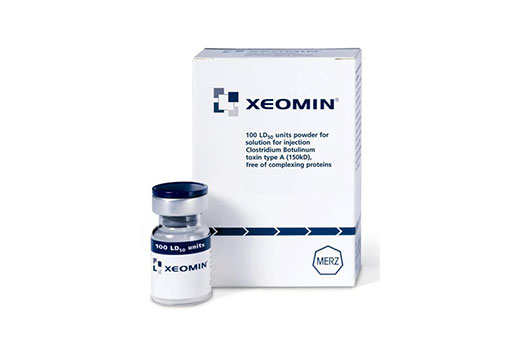 XEOMIN®
100 LD50 units powder for
solution for injection
Clostridium Botulinum
toxin type A (150kD),
free of complexing proteins
MERZ
100 LD50 units
XEOMIN®